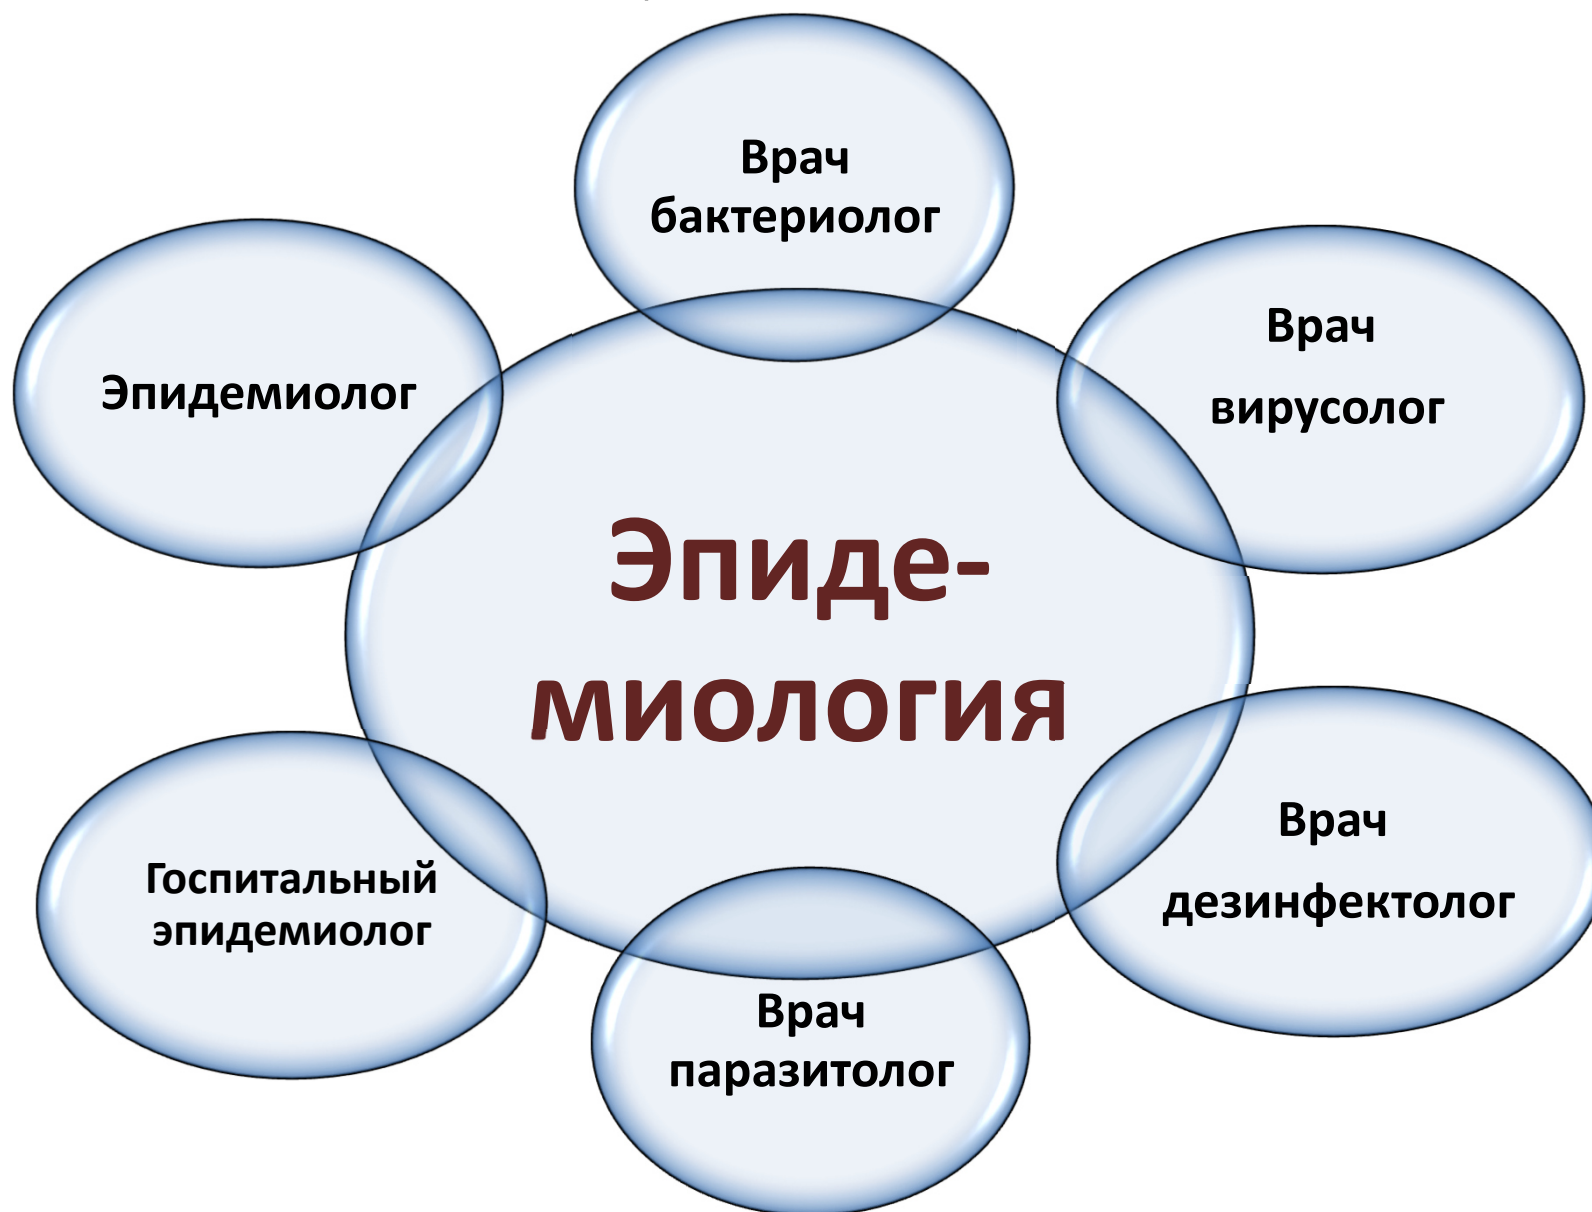 Врач
бактериолог
Врач
вирусолог
Эпидемиолог
Эпиде-
миология
Врач
дезинфектолог
Госпитальный
эпидемиолог
Врач
паразитолог